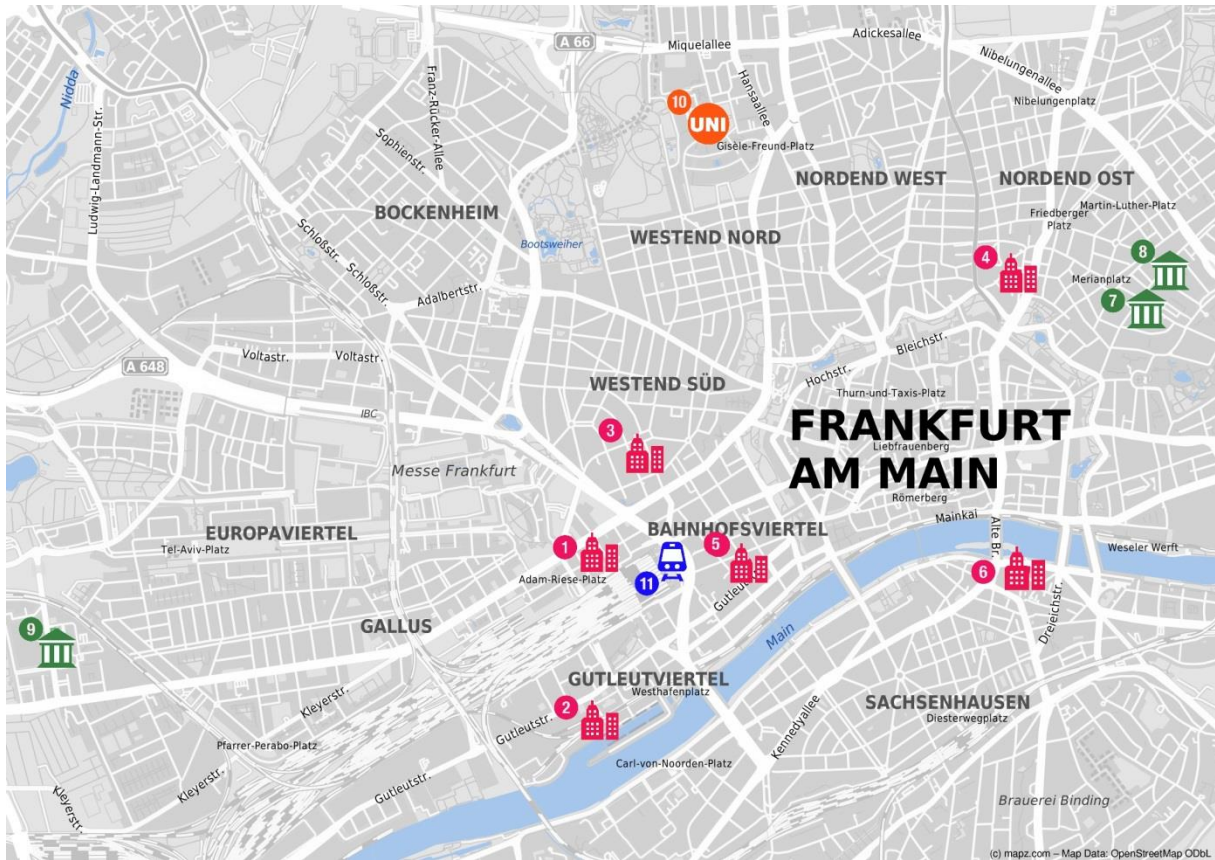 A 66
Miquelallee
Adickesallee
Nibelungenallee
Nidda
Ludwig-Landmann-Str.
Franz-Rücker-Allee
Hansaallee
Nibelungenplatz
10
UNI
Sophienstr.
Gisèle-Freund-Platz
NORDEND WEST
NORDEND OST
Martin-Luther-Platz
Friedberger
Platz
BOCKENHEIM
WESTEND NORD
Bootsweiher
Schloßstr.
Schloßstr.
4
8
Merianplatz
7
Adalbertstr.
Voltastr.
Voltastr.
A 648
Bleichstr.
Hochstr.
WESTEND SÜD
Thurn-und-Taxis-Platz
IBC
3
FRANKFURT
AM MAIN
Liebfrauenberg
Messe Frankfurt
Römerberg
Mainkai
EUROPAVIERTEL
Tel-Aviv-Platz
BAHNHOFSVIERTEL
Alte Br.
Weseler Werft
1
5
Adam-Riese-Platz
11
6
Gutleuts
GALLUS
Main
Dreieichstr.
9
GUTLEUTVIERTEL
Westhafenplatz
SACHSENHAUSEN
Diesterwegplatz
Kleyerstr.
2
Gutleutstr.
Kennedyallee
Pfarrer-Perabo-Platz
Carl-von-Noorden-Platz
Kleyerstr.
Gutleutstr.
Kleyerstr.
Brauerei Binding
(c) mapz.com – Map Data: OpenStreetMap ODbL